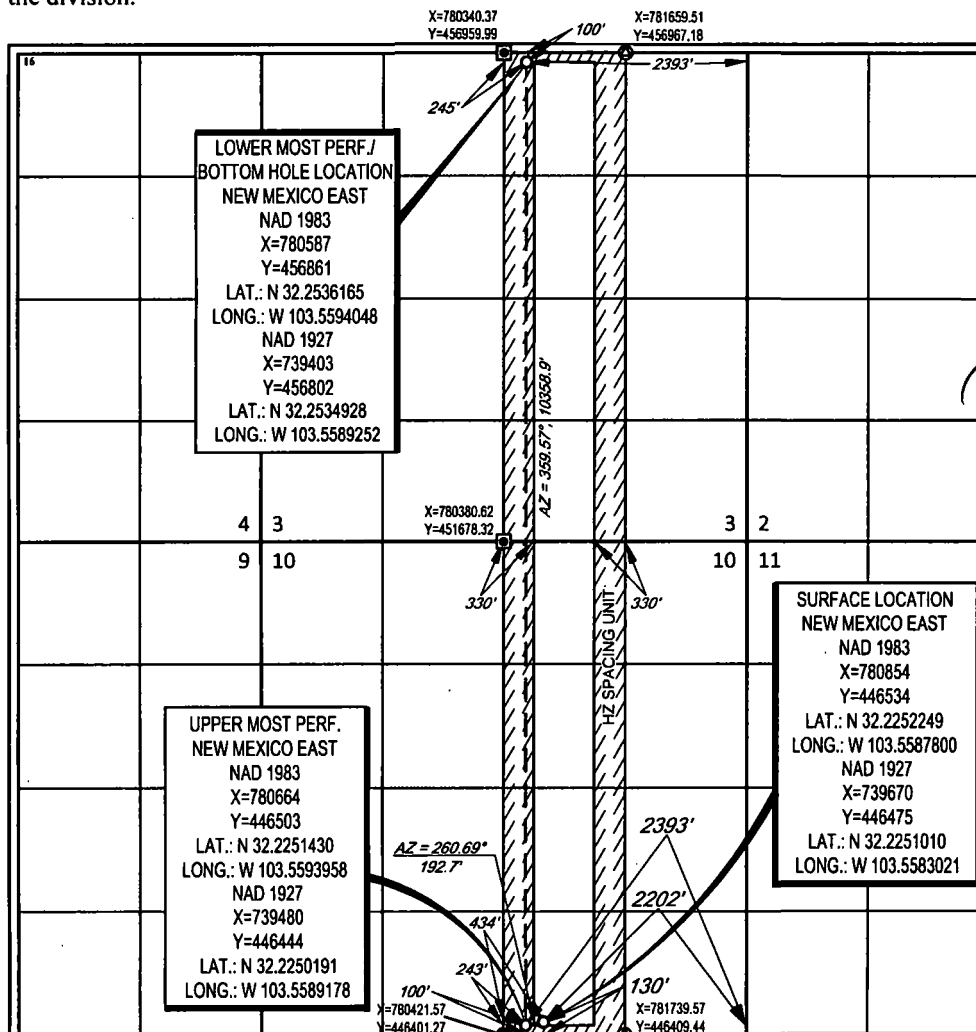 the division.
X=780340.37
Y=456959.99
X=781659.51
Y=456967.18
100'
16
2393'
245'
LOWER MOST PERF./
BOTTOM HOLE LOCATION
NEW MEXICO EAST
NAD 1983
X=780587
Y=456861
LAT.: N 32.2536165
LONG.: W 103.5594048
NAD 1927
X=739403
Y=456802
LAT.: N 32.2534928
LONG.: W 103.5589252
AZ = 359.57°, 10358.9'
X=780380.62
Y=451678.32
4 3
9 10
3 2
10 11
330'
330'
HZ SPACING UNIT
SURFACE LOCATION
NEW MEXICO EAST
NAD 1983
X=780854
Y=446534
LAT.: N 32.2252249
LONG.: W 103.5587800
NAD 1927
X=739670
Y=446475
LAT.: N 32.2251010
LONG.: W 103.5583021
UPPER MOST PERF.
NEW MEXICO EAST
NAD 1983
X=780664
Y=446503
LAT.: N 32.2251430
LONG.: W 103.5593958
NAD 1927
X=739480
Y=446444
LAT.: N 32.2250191
LONG.: W 103.5589178
AZ = 260.69°
192.7'
2393'
2202'
434'
243'
100'
130'
X=780421.57
Y=446401.27
X=781739.57
Y=446409.44